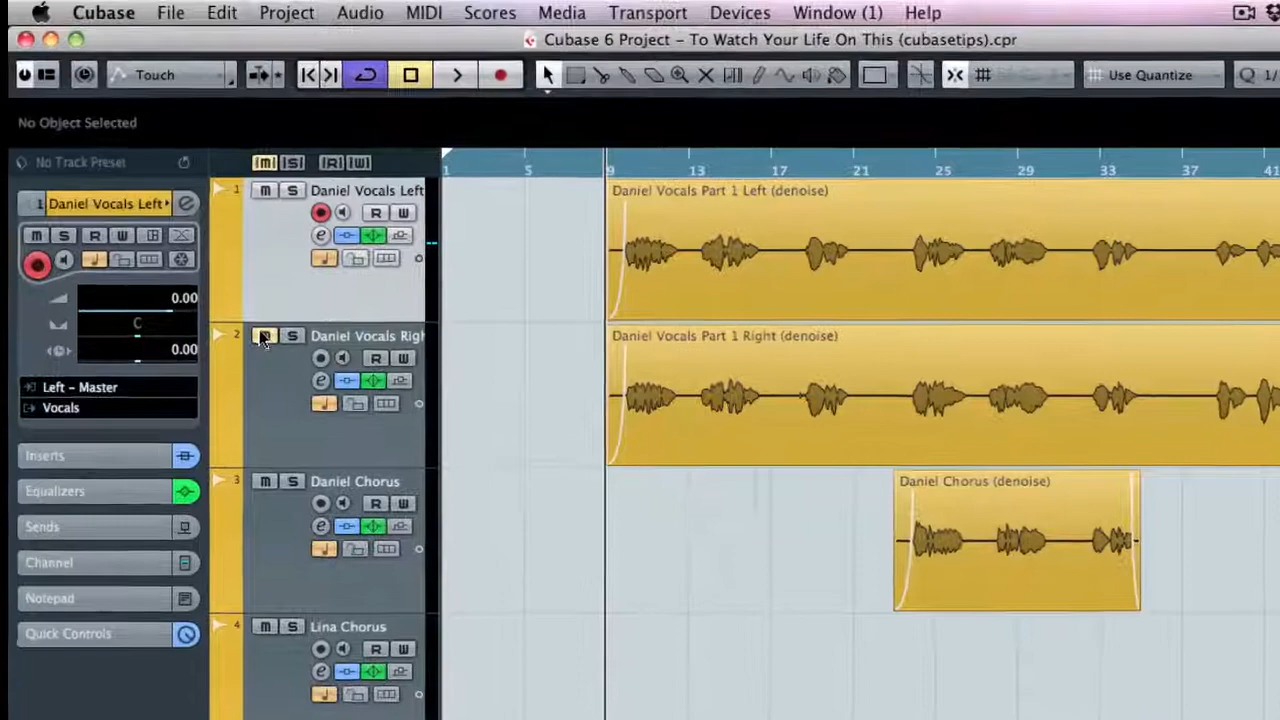 Cubase File Edit Project Audio MIDI Scores Media Transport Devices Window (1) Help
Cubase 6 Project – To Watch Your Life On This (cubasetips).cpr
Touch Use Quantize Q 1/
No Object Selected
No Track Preset M S R W
1 5 9 13 17 21 25 29 33 37 41
1 Daniel Vocals Left
M S R W
0.00
C
0.00
Left – Master
Vocals
Inserts
Equalizers
Sends
Channel
Notepad
Quick Controls
1 M S Daniel Vocals Left
R W
e
2 S Daniel Vocals Righ
R W
e
3 M S Daniel Chorus
R W
e
4 M S Lina Chorus
R W
e
Daniel Vocals Part 1 Left (denoise)
Daniel Vocals Part 1 Right (denoise)
Daniel Chorus (denoise)